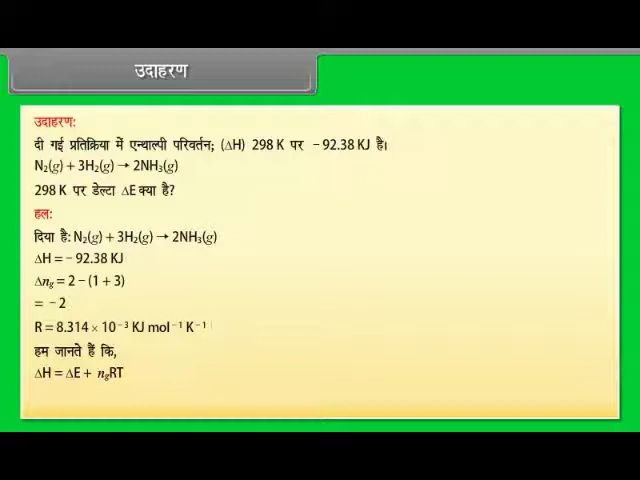 उदाहरण
उदाहरण:
दी गई प्रतिक्रिया में एन्थाल्पी परिवर्तन; (ΔH) 298 K पर −92.38 KJ है।
N₂(g) + 3H₂(g) → 2NH₃(g)
298 K पर डेल्टा ΔE क्या है?
हल:
दिया है: N₂(g) + 3H₂(g) → 2NH₃(g)
ΔH = − 92.38 KJ
Δn_g = 2 − (1 + 3)
= −2
R = 8.314 × 10⁻³ KJ mol⁻¹ K⁻¹
हम जानते हैं कि,
ΔH = ΔE + n_gRT